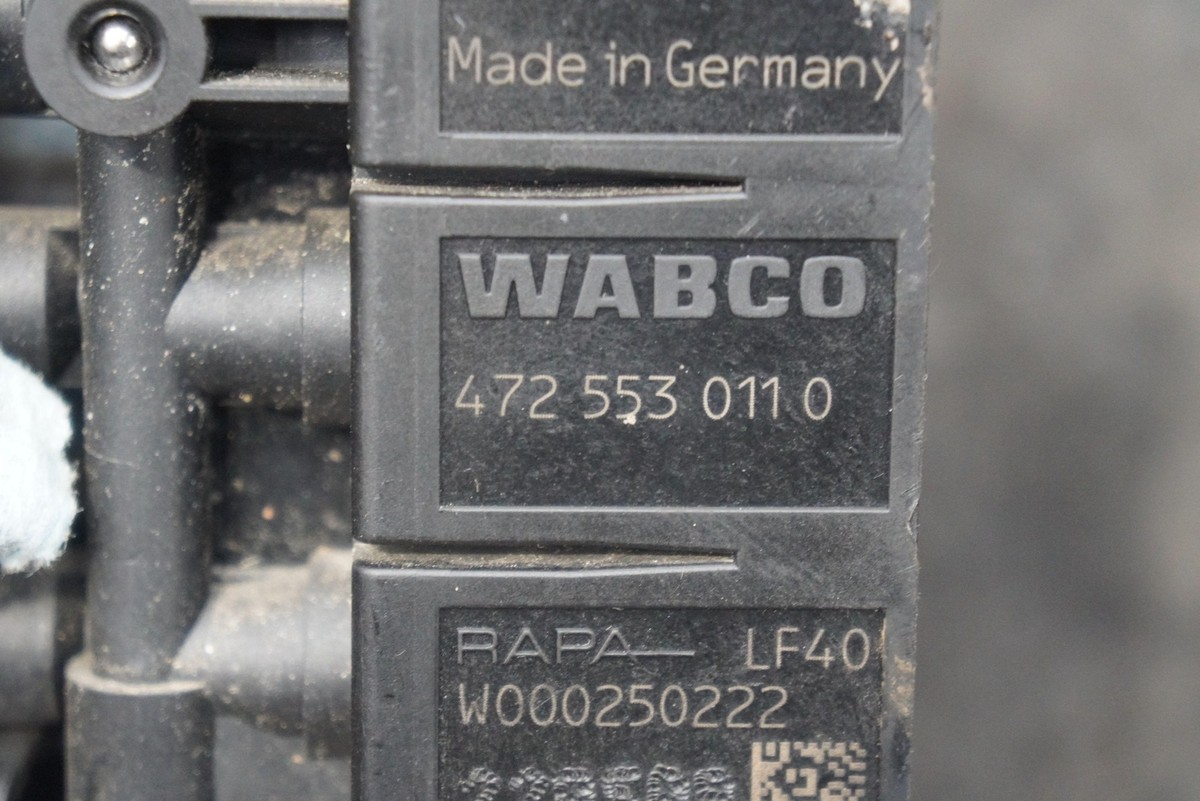 Made in Germany
WABCO
472 553 011 0
RAPA LF40
W000250222